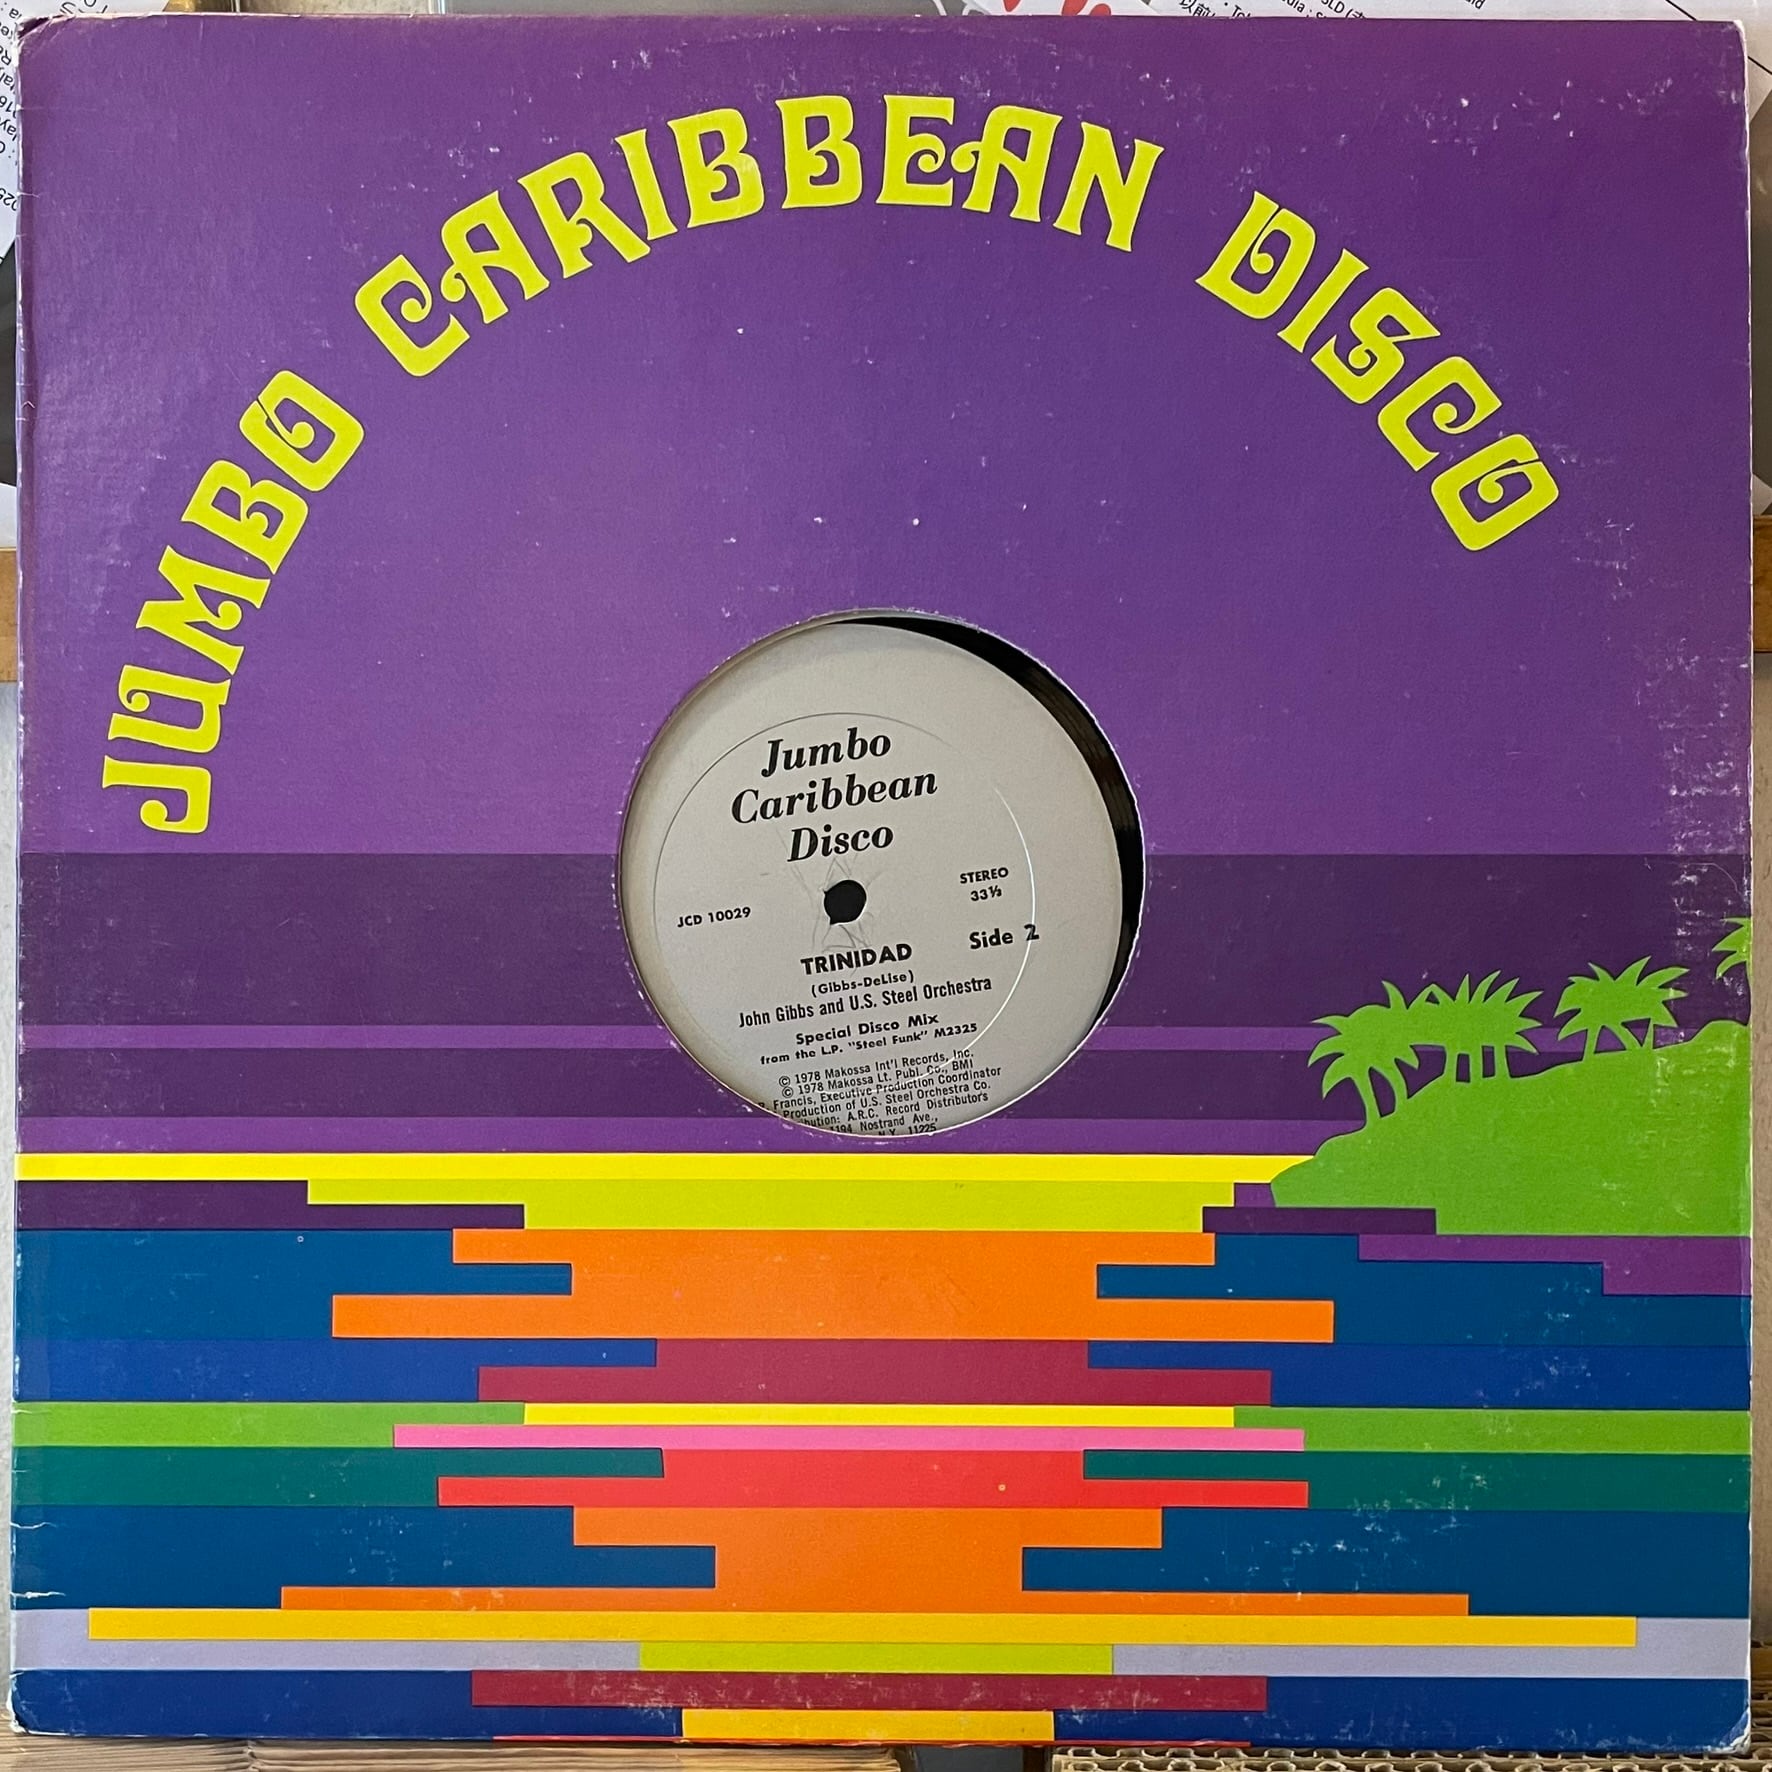 JUMBO CARIBBEAN DISCO
Jumbo
Caribbean
Disco
STEREO
33⅓
JCD 10029
Side 2
TRINIDAD
(Gibbs-DeLise)
John Gibbs and U.S. Steel Orchestra
Special Disco Mix
from the L.P. "Steel Funk" M2325
© 1978 Makossa Int'l Records, Inc.
© 1978 Makossa Lt. Publ. Co., BMI
Francis, Executive Production Coordinator
Production of U.S. Steel Orchestra Co.
A.R.C. Record Distributors
Nostrand Ave.,
N.Y. 11225